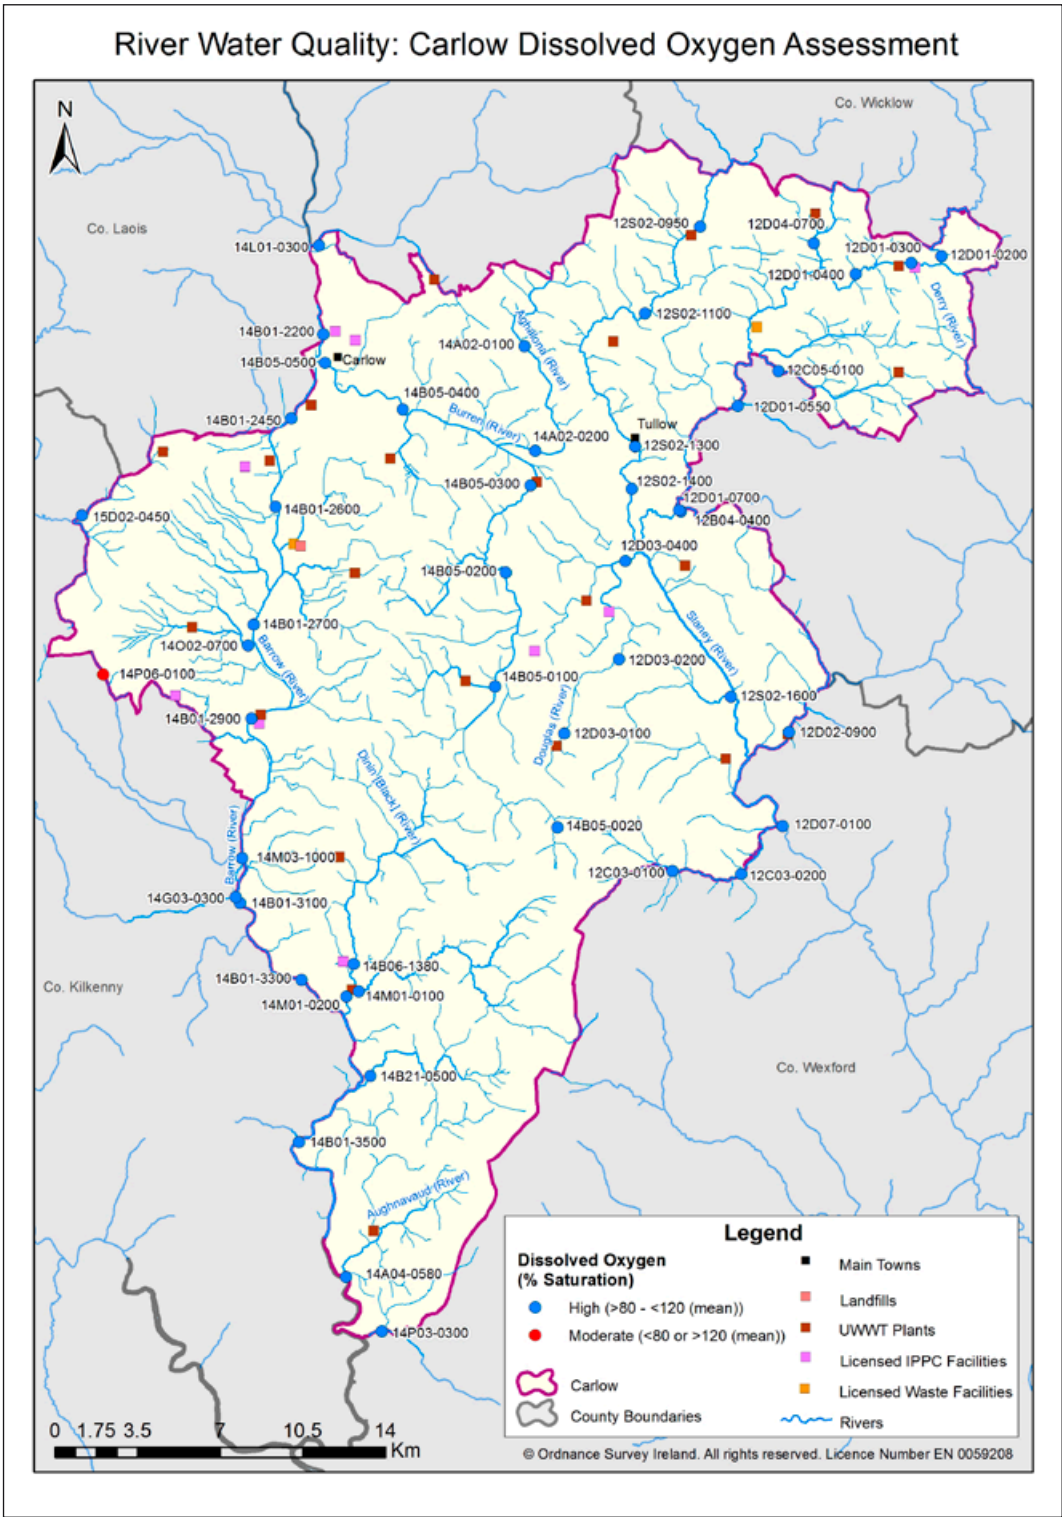 River Water Quality: Carlow Dissolved Oxygen Assessment
N
Co. Wicklow
Co. Laois
12S02-0950
12D04-0700
14L01-0300
12D01-0300
12D01-0200
12D01-0400
Derry (River)
14B01-2200
12S02-1100
Aghalona (River)
14A02-0100
14B05-0500
Carlow
12C05-0100
14B05-0400
12D01-0550
14B01-2450
Burren (River)
Tullow
14A02-0200
12S02-1300
14B05-0300
12S02-1400
12D01-0700
14B01-2600
15D02-0450
12B04-0400
12D03-0400
14B05-0200
14B01-2700
Slaney (River)
14O02-0700
Barrow (River)
12D03-0200
14P06-0100
14B05-0100
12S02-1600
14B01-2900
Douglas (River)
12D03-0100
12D02-0900
Dinin [Black] (River)
14B05-0020
12D07-0100
Barrow (River)
14M03-1000
12C03-0100
12C03-0200
14G03-0300
14B01-3100
14B06-1380
14B01-3300
Co. Kilkenny
14M01-0100
14M01-0200
Co. Wexford
14B21-0500
14B01-3500
Aughnavaud (River)
14A04-0580
14P03-0300
Legend
Dissolved Oxygen
(% Saturation)
High (>80 - <120 (mean))
Moderate (<80 or >120 (mean))
Carlow
County Boundaries
Main Towns
Landfills
UWWT Plants
Licensed IPPC Facilities
Licensed Waste Facilities
Rivers
0 1.75 3.5 7 10.5 14
Km
© Ordnance Survey Ireland. All rights reserved. Licence Number EN 0059208